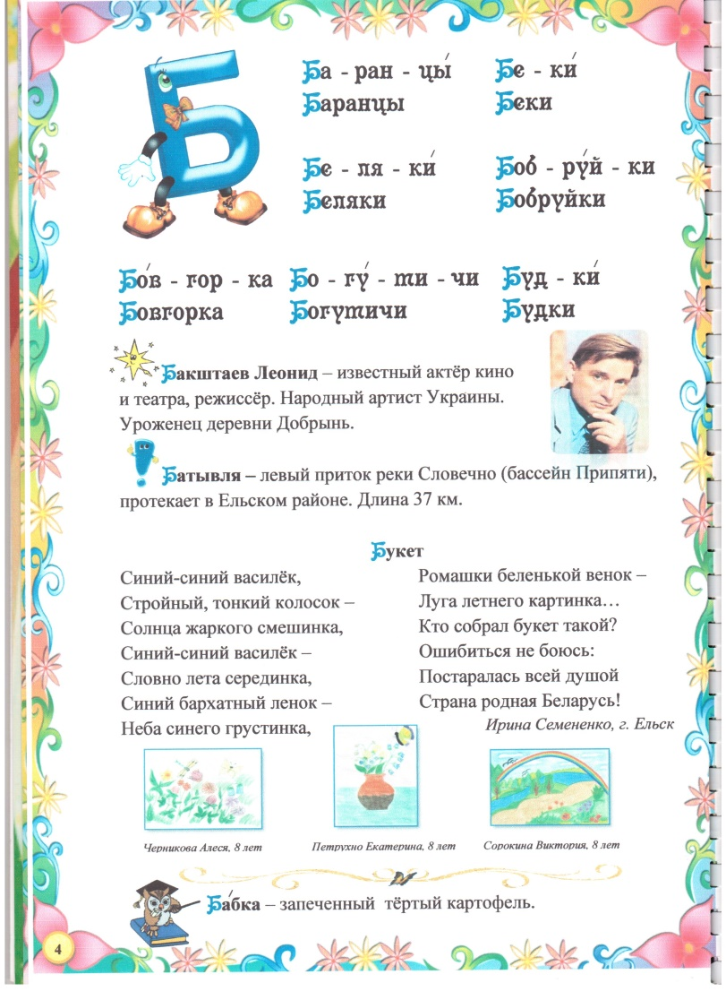 Б
Ба - ран - цы́
Баранцы
Бе - ки́
Беки
Бе - ля - ки́
Беляки
Боб - ру́й - ки
Бобруйки
Бо́в - гор - ка
Бовгорка
Бо - гу́ - ти - чи
Богутичи
Буд - ки́
Будки
Бакштаев Леонид – известный актёр кино
и театра, режиссёр. Народный артист Украины.
Уроженец деревни Добрынь.
Батывля – левый приток реки Словечно (бассейн Припяти),
протекает в Ельском районе. Длина 37 км.
Букет
Синий-синий василёк,
Стройный, тонкий колосок –
Солнца жаркого смешинка,
Синий-синий василёк –
Словно лета серединка,
Синий бархатный ленок –
Неба синего грустинка,
Ромашки беленькой венок –
Луга летнего картинка…
Кто собрал букет такой?
Ошибиться не боюсь:
Постаралась всей душой
Страна родная Беларусь!
Ирина Семененко, г. Ельск
Черникова Алеся, 8 лет
Петрухно Екатерина, 8 лет
Сорокина Виктория, 8 лет
Ба́бка – запеченный тёртый картофель.
4